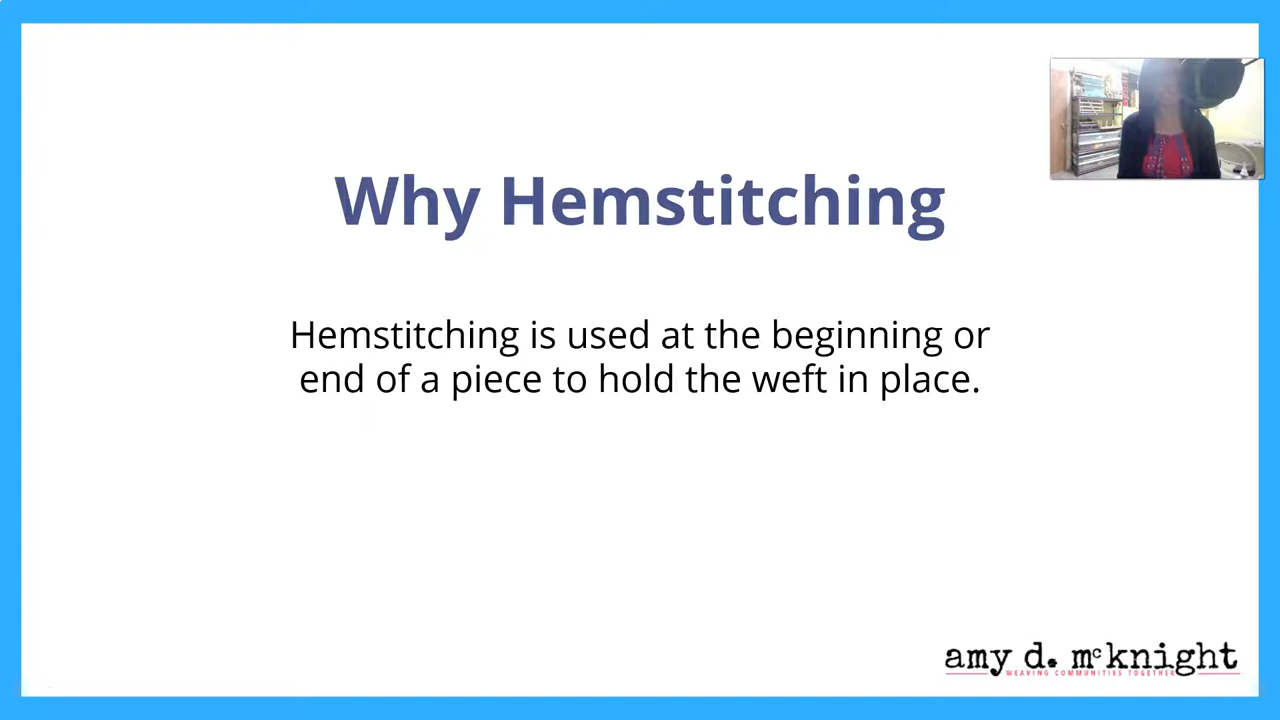 Why Hemstitching
Hemstitching is used at the beginning or
end of a piece to hold the weft in place.
amy d. mcknight
WEAVING COMMUNITIES TOGETHER